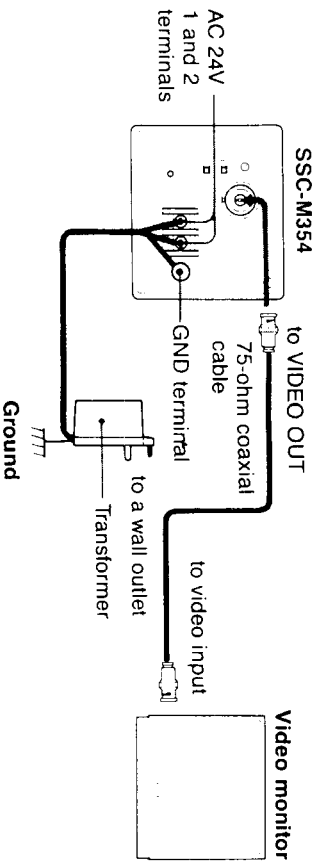 SSC-M354
AC 24V
1 and 2
terminals
to VIDEO OUT
75-ohm coaxial
cable
GND terminal
to a wall outlet
Transformer
Ground
to video input
Video monitor